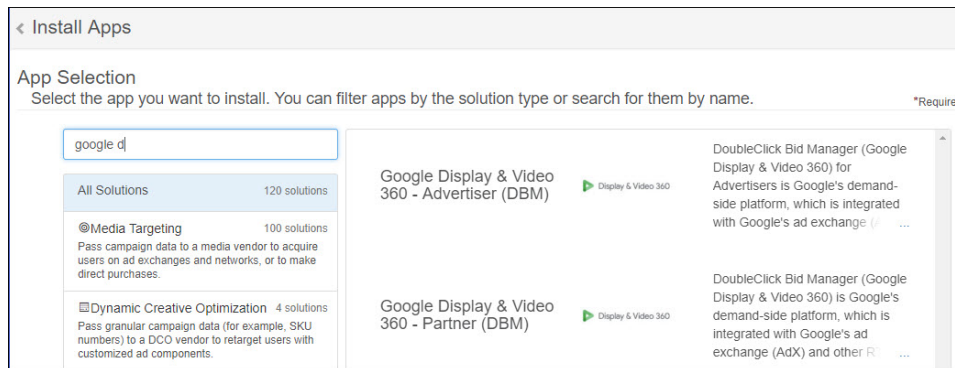 < Install Apps
App Selection
Select the app you want to install. You can filter apps by the solution type or search for them by name.
*Require
google d
All Solutions 120 solutions
Media Targeting 100 solutions
Pass campaign data to a media vendor to acquire
users on ad exchanges and networks, or to make
direct purchases.
Dynamic Creative Optimization 4 solutions
Pass granular campaign data (for example, SKU
numbers) to a DCO vendor to retarget users with
customized ad components.
Google Display & Video
360 - Advertiser (DBM)
Display & Video 360
DoubleClick Bid Manager (Google
Display & Video 360) for
Advertisers is Google's demand-
side platform, which is integrated
with Google's ad exchange (A ...
Google Display & Video
360 - Partner (DBM)
Display & Video 360
DoubleClick Bid Manager (Google
Display & Video 360) is Google's
demand-side platform, which is
integrated with Google's ad
exchange (AdX) and other R ...